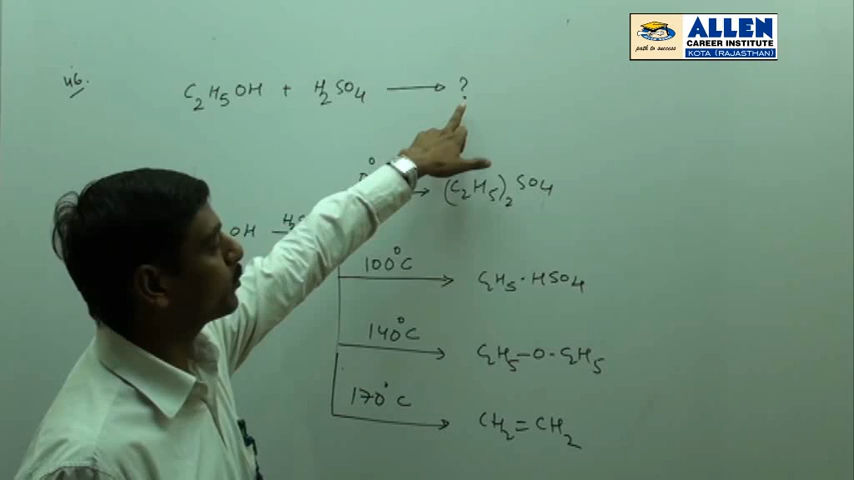 ALLEN
CAREER INSTITUTE
KOTA (RAJASTHAN)
path to success
46.
C2H5OH + H2SO4 → ?
→ (C2H5)2SO4
OH
100°C → C2H5·HSO4
140°C → C2H5-O-C2H5
170°C → CH2=CH2